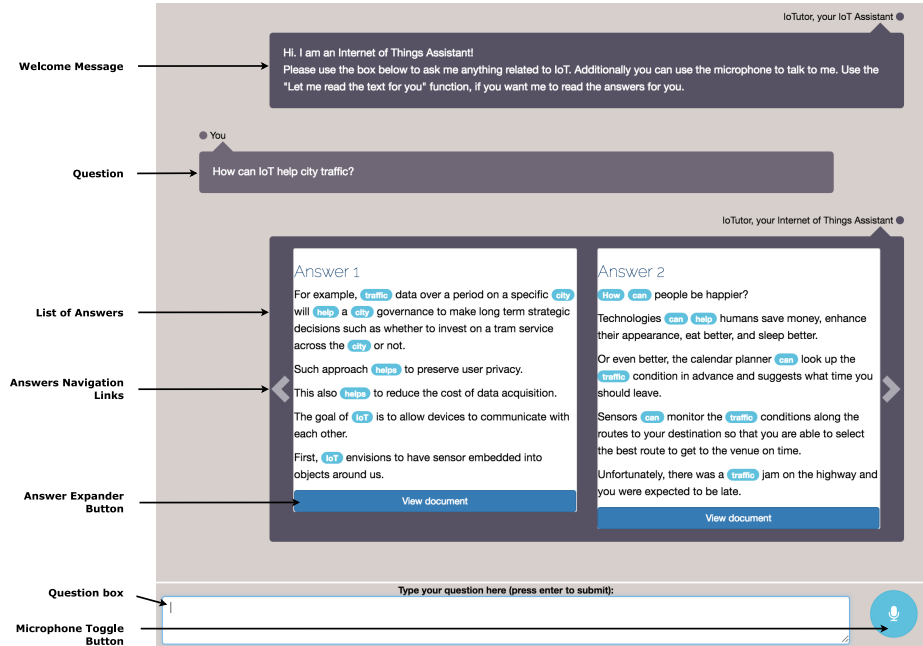 IoTutor, your IoT Assistant
Welcome Message
Hi. I am an Internet of Things Assistant!
Please use the box below to ask me anything related to IoT. Additionally you can use the microphone to talk to me. Use the
"Let me read the text for you" function, if you want me to read the answers for you.
You
Question
How can IoT help city traffic?
IoTutor, your Internet of Things Assistant
List of Answers
Answers Navigation
Links
Answer Expander
Button
Answer 1
For example, traffic data over a period on a specific city
will help a city governance to make long term strategic
decisions such as whether to invest on a tram service
across the city or not.
Such approach helps to preserve user privacy.
This also helps to reduce the cost of data acquisition.
The goal of IoT is to allow devices to communicate with
each other.
First, IoT envisions to have sensor embedded into
objects around us.
View document
Answer 2
How can people be happier?
Technologies can help humans save money, enhance
their appearance, eat better, and sleep better.
Or even better, the calendar planner can look up the
traffic condition in advance and suggests what time you
should leave.
Sensors can monitor the traffic conditions along the
routes to your destination so that you are able to select
the best route to get to the venue on time.
Unfortunately, there was a traffic jam on the highway and
you were expected to be late.
View document
Question box
Type your question here (press enter to submit):
Microphone Toggle
Button